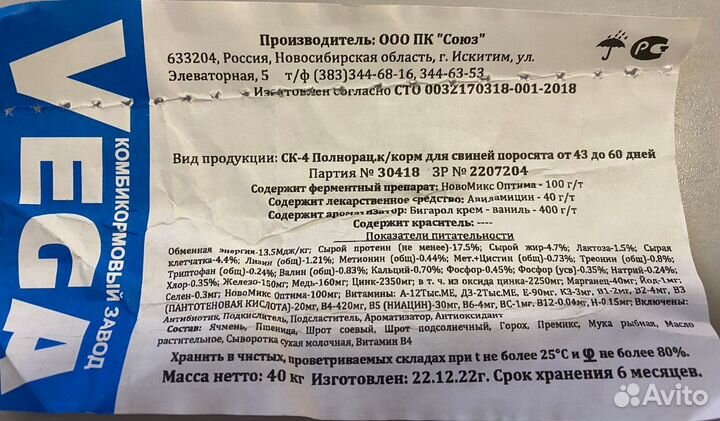 VEGA
КОМБИКОРМОВЫЙ ЗАВОД
Производитель: ООО ПК "Союз"
633204, Россия, Новосибирская область, г. Искитим, ул.
Элеваторная, 5 т/ф (383)344-68-16, 344-63-53
Изготовлен согласно СТО 0032170318-001-2018
Вид продукции: СК-4 Полнорац.к/корм для свиней поросята от 43 до 60 дней
Партия № 30418 ЗР № 2207204
Содержит ферментный препарат: НовоМикс Оптима - 100 г/т
Содержит лекарственное средство: Авиламицин - 40 г/т
Содержит ароматизатор: Бигарол крем - ваниль - 400 г/т
Содержит краситель: ----
Показатели питательности
Обменная энергия-13.5Мдж/кг; Сырой протеин (не менее)-17.5%; Сырой жир-4.7%; Лактоза-1.5%; Сырая
клетчатка-4.4%; Лизин (общ)-1.21%; Метионин (общ)-0.44%; Мет.+Цистин (общ)-0.73%; Треонин (общ)-0.8%;
Триптофан (общ)-0.24%; Валин (общ)-0.83%; Кальций-0.70%; Фосфор-0.45%; Фосфор (усв)-0.35%; Натрий-0.24%;
Хлор-0.35%; Железо-150мг; Медь-160мг; Цинк-2350мг; в т. ч. из оксида цинка-2250мг; Марганец-40мг; Йод-1мг;
Селен-0.3мг; НовоМикс Оптима-100мг; Витамины: А-12Тыс.МЕ, Д3-2Тыс.МЕ, Е-90мг, К3-3мг, В1-2мг, В2-4мг, В3
(ПАНТОТЕНОВАЯ КИСЛОТА)-20мг, В4-420мг, В5 (НИАЦИН)-30мг, В6-4мг, ВС-1мг, В12-0.04мг, Н-0.15мг; Включены:
Антибиотик, Подкислитель, Подсластитель, Ароматизатор, Антиоксидант
Состав: Ячмень, Пшеница, Шрот соевый, Шрот подсолнечный, Горох, Премикс, Мука рыбная, Масло
растительное, Сыворотка сухая молочная, Витамин В4
Хранить в чистых, проветриваемых складах при t не более 25°С и φ не более 80%.
Масса нетто: 40 кг Изготовлен: 22.12.22г. Срок хранения 6 месяцев.
Avito